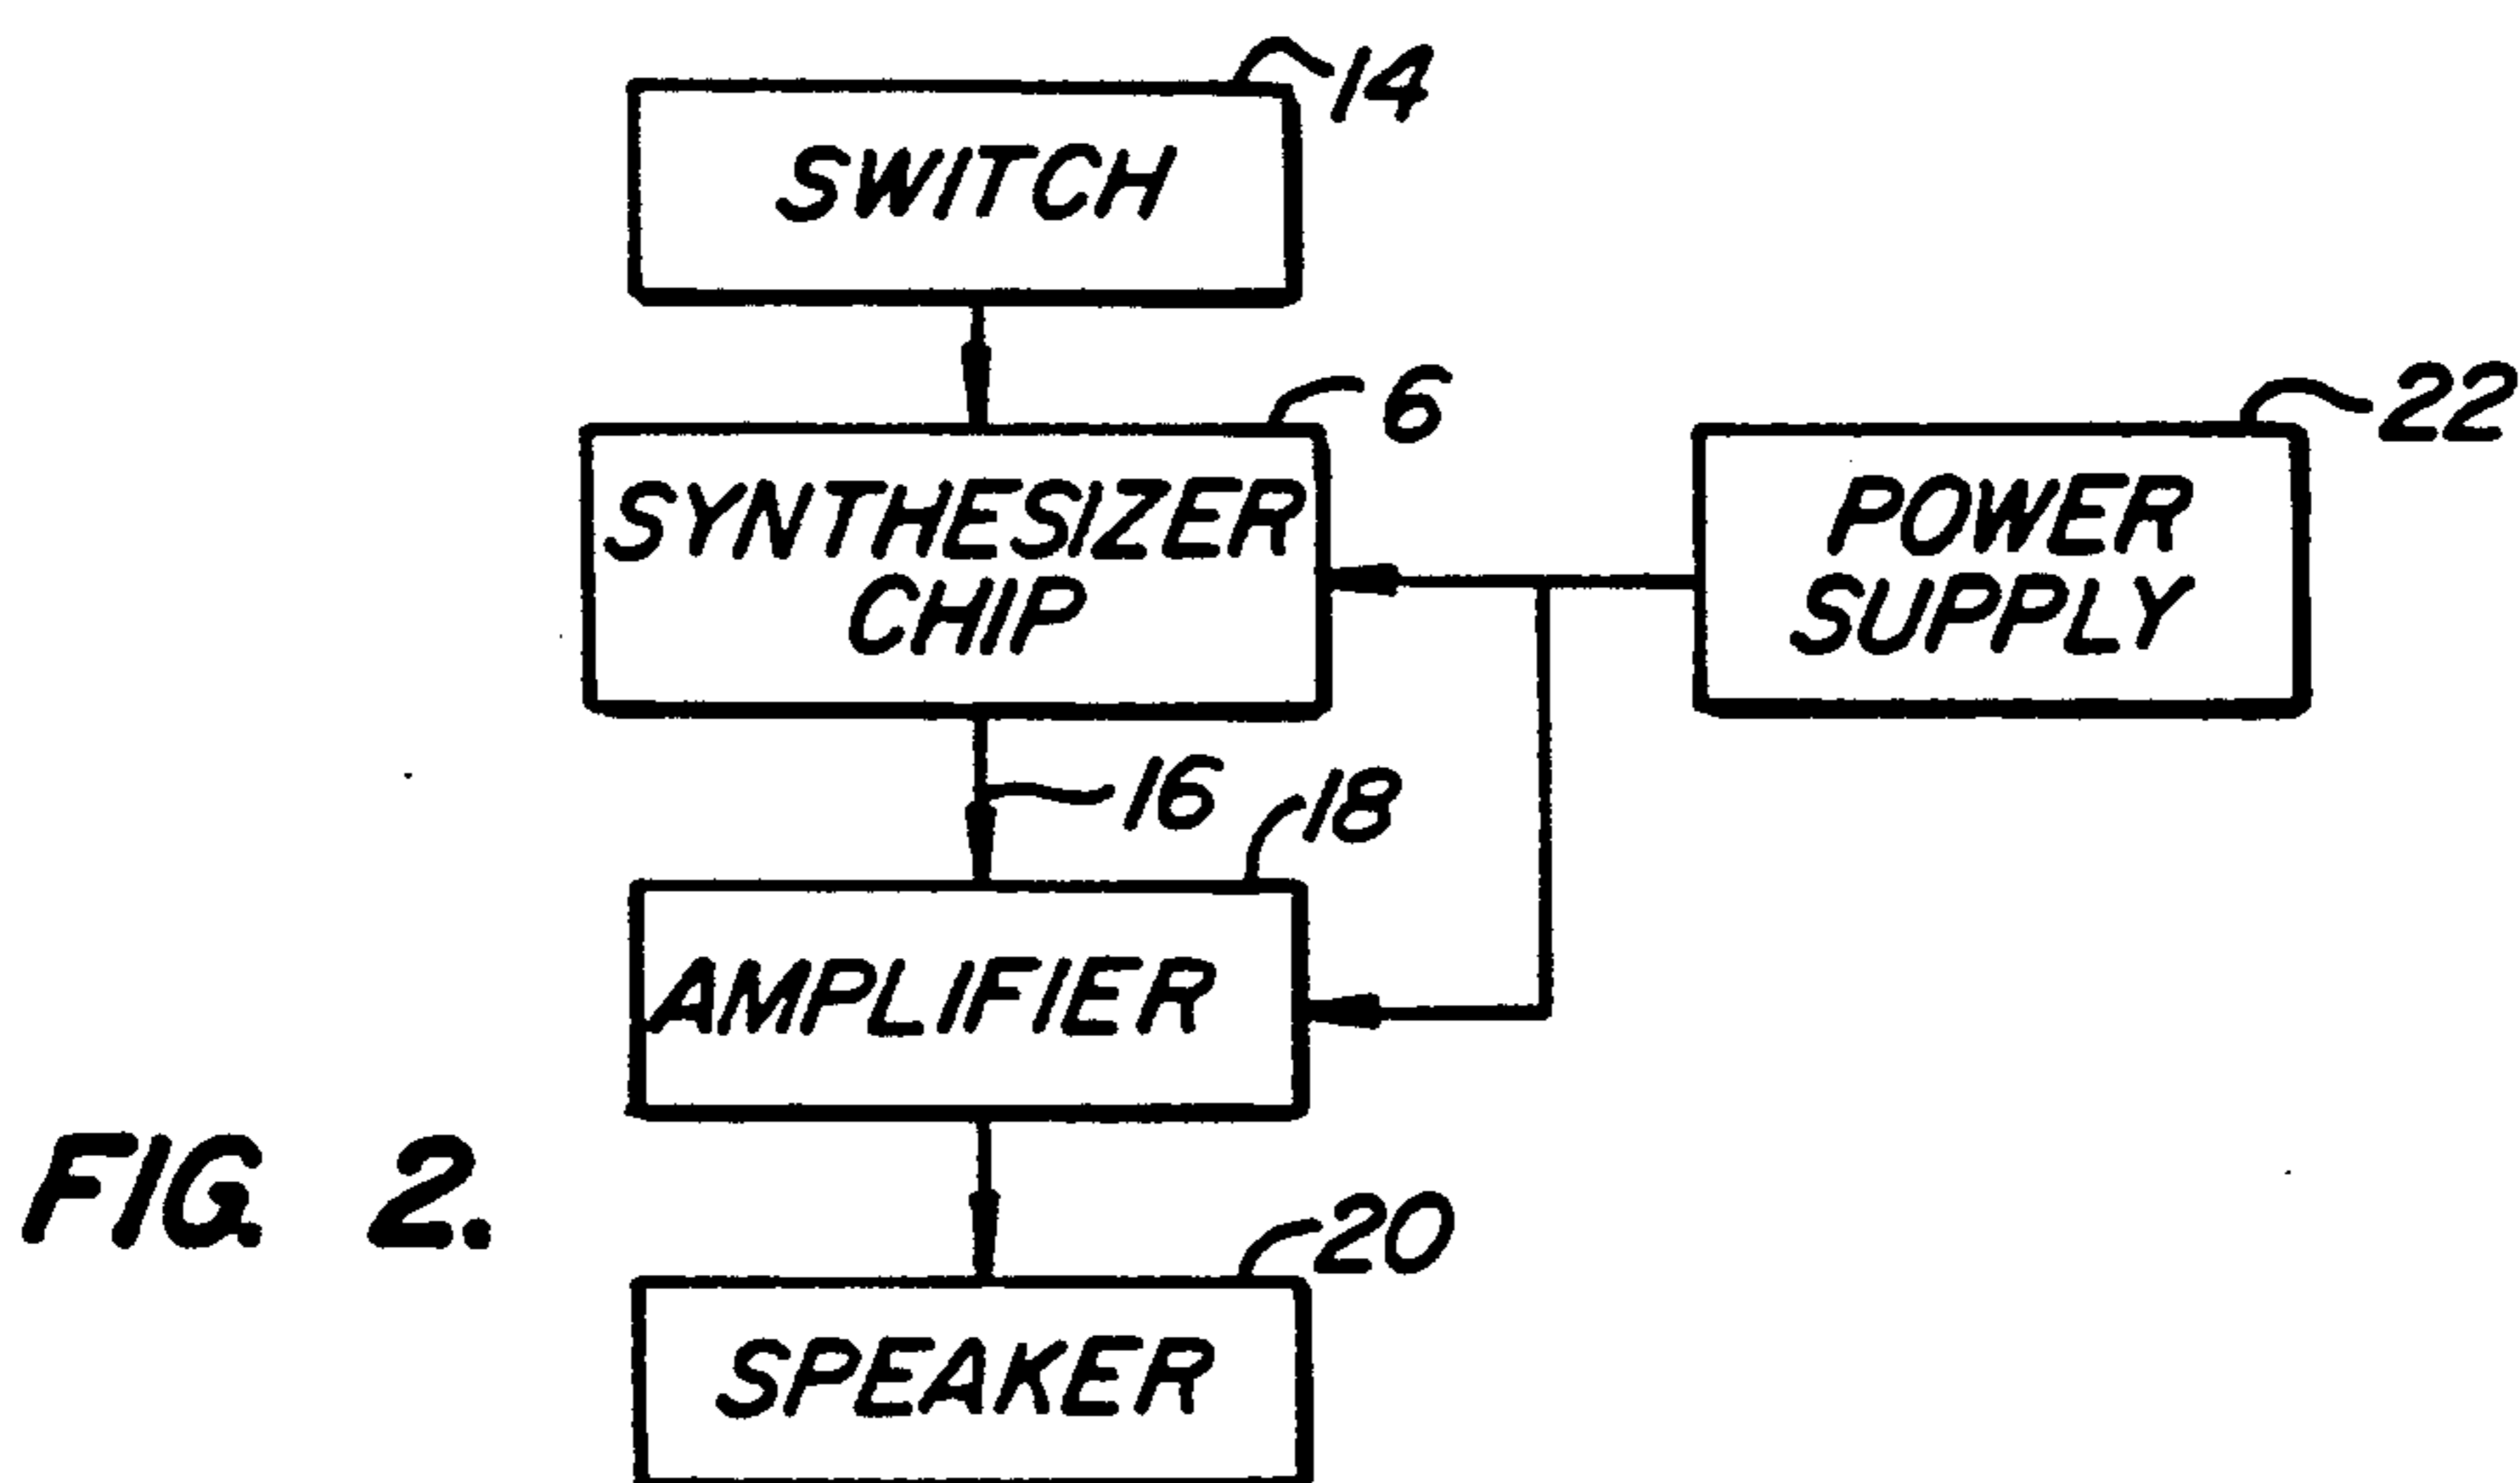 14
SWITCH
6
22
SYNTHESIZER
CHIP
POWER
SUPPLY
16
18
AMPLIFIER
FIG. 2.
20
SPEAKER